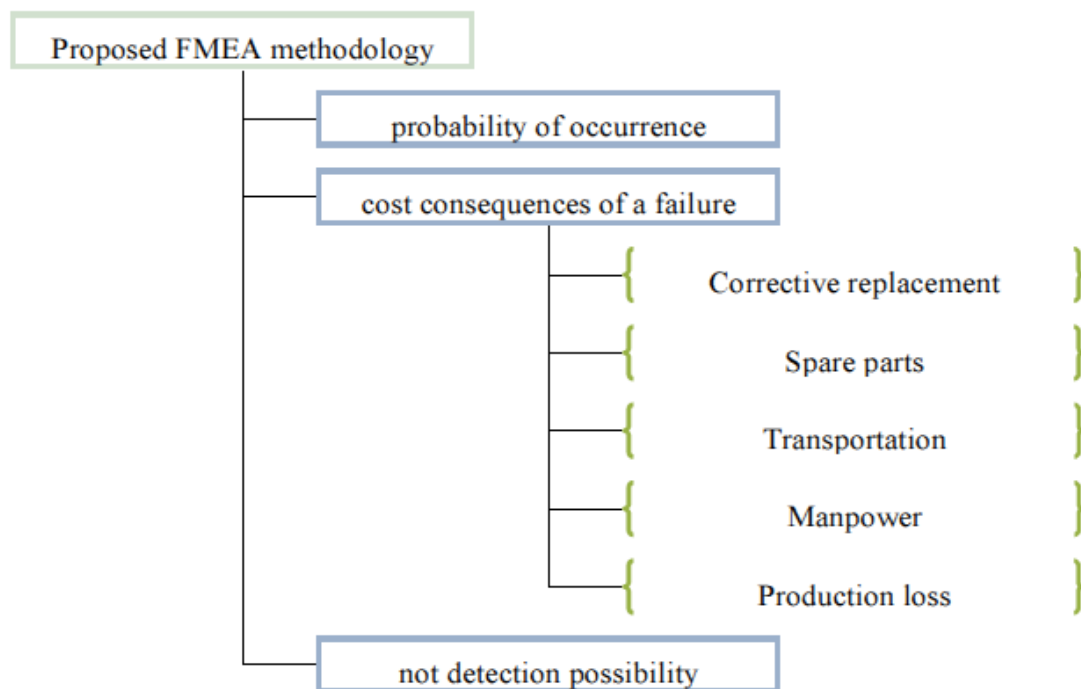 Proposed FMEA methodology
probability of occurrence
cost consequences of a failure
Corrective replacement
Spare parts
Transportation
Manpower
Production loss
not detection possibility